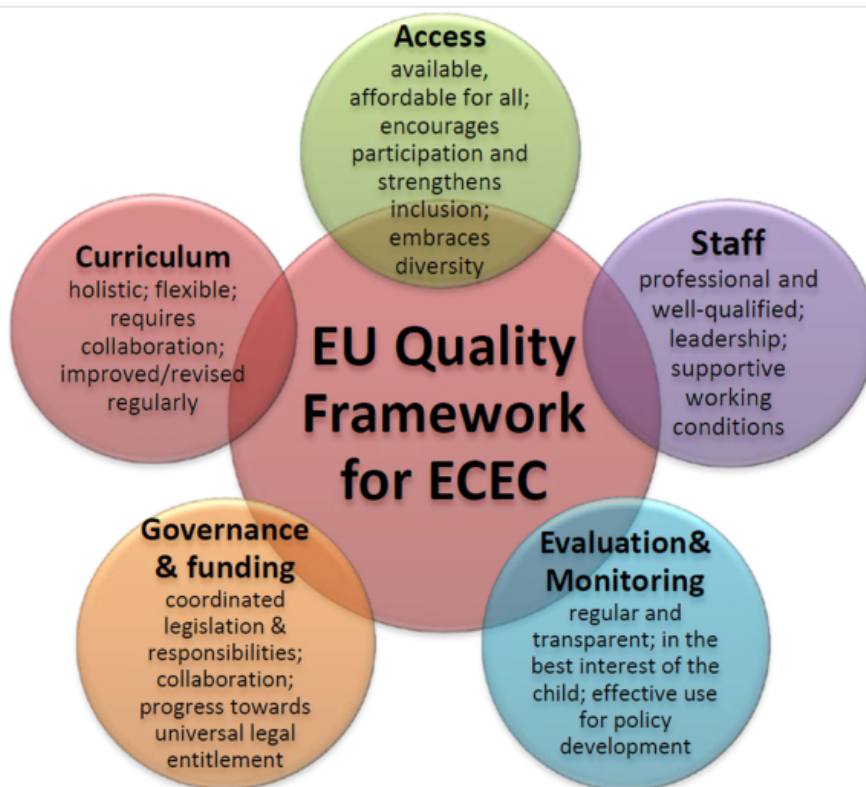 Access
available,
affordable for all;
encourages
participation and
strengthens
inclusion;
embraces
diversity
Curriculum
holistic; flexible;
requires
collaboration;
improved/revised
regularly
Staff
professional and
well-qualified;
leadership;
supportive
working
conditions
EU Quality
Framework
for ECEC
Governance
& funding
coordinated
legislation &
responsibilities;
collaboration;
progress towards
universal legal
entitlement
Evaluation&
Monitoring
regular and
transparent; in the
best interest of the
child; effective use
for policy
development